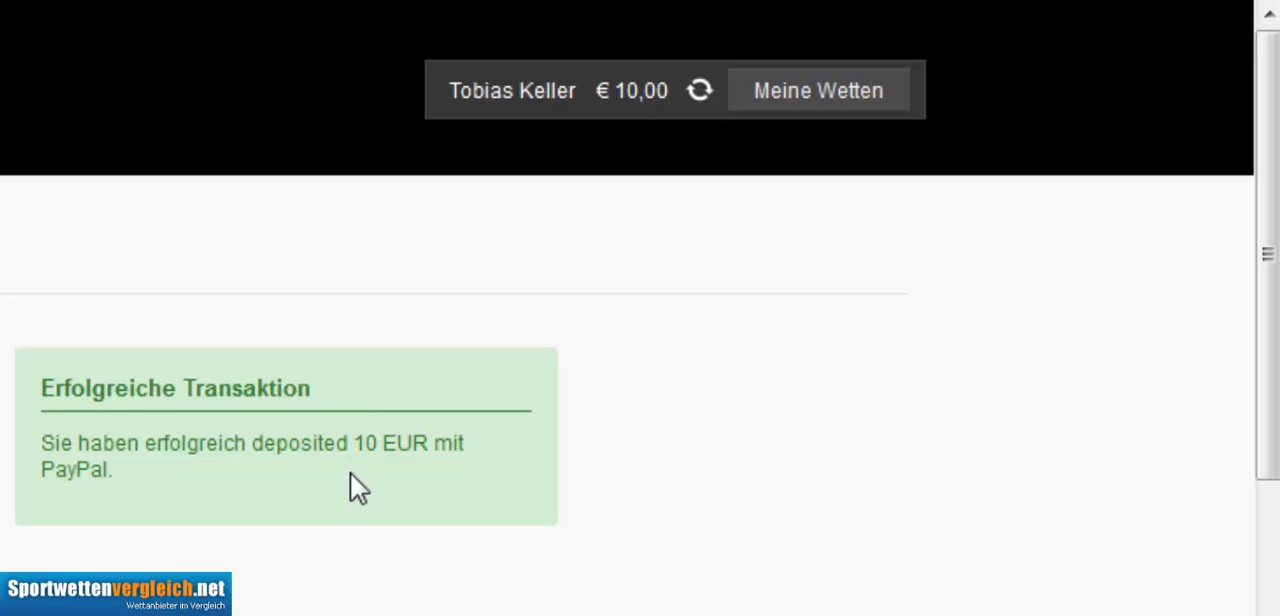 Tobias Keller € 10,00 Meine Wetten
Erfolgreiche Transaktion
Sie haben erfolgreich deposited 10 EUR mit
PayPal.
Sportwettenvergleich.net
Wettanbieter im Vergleich